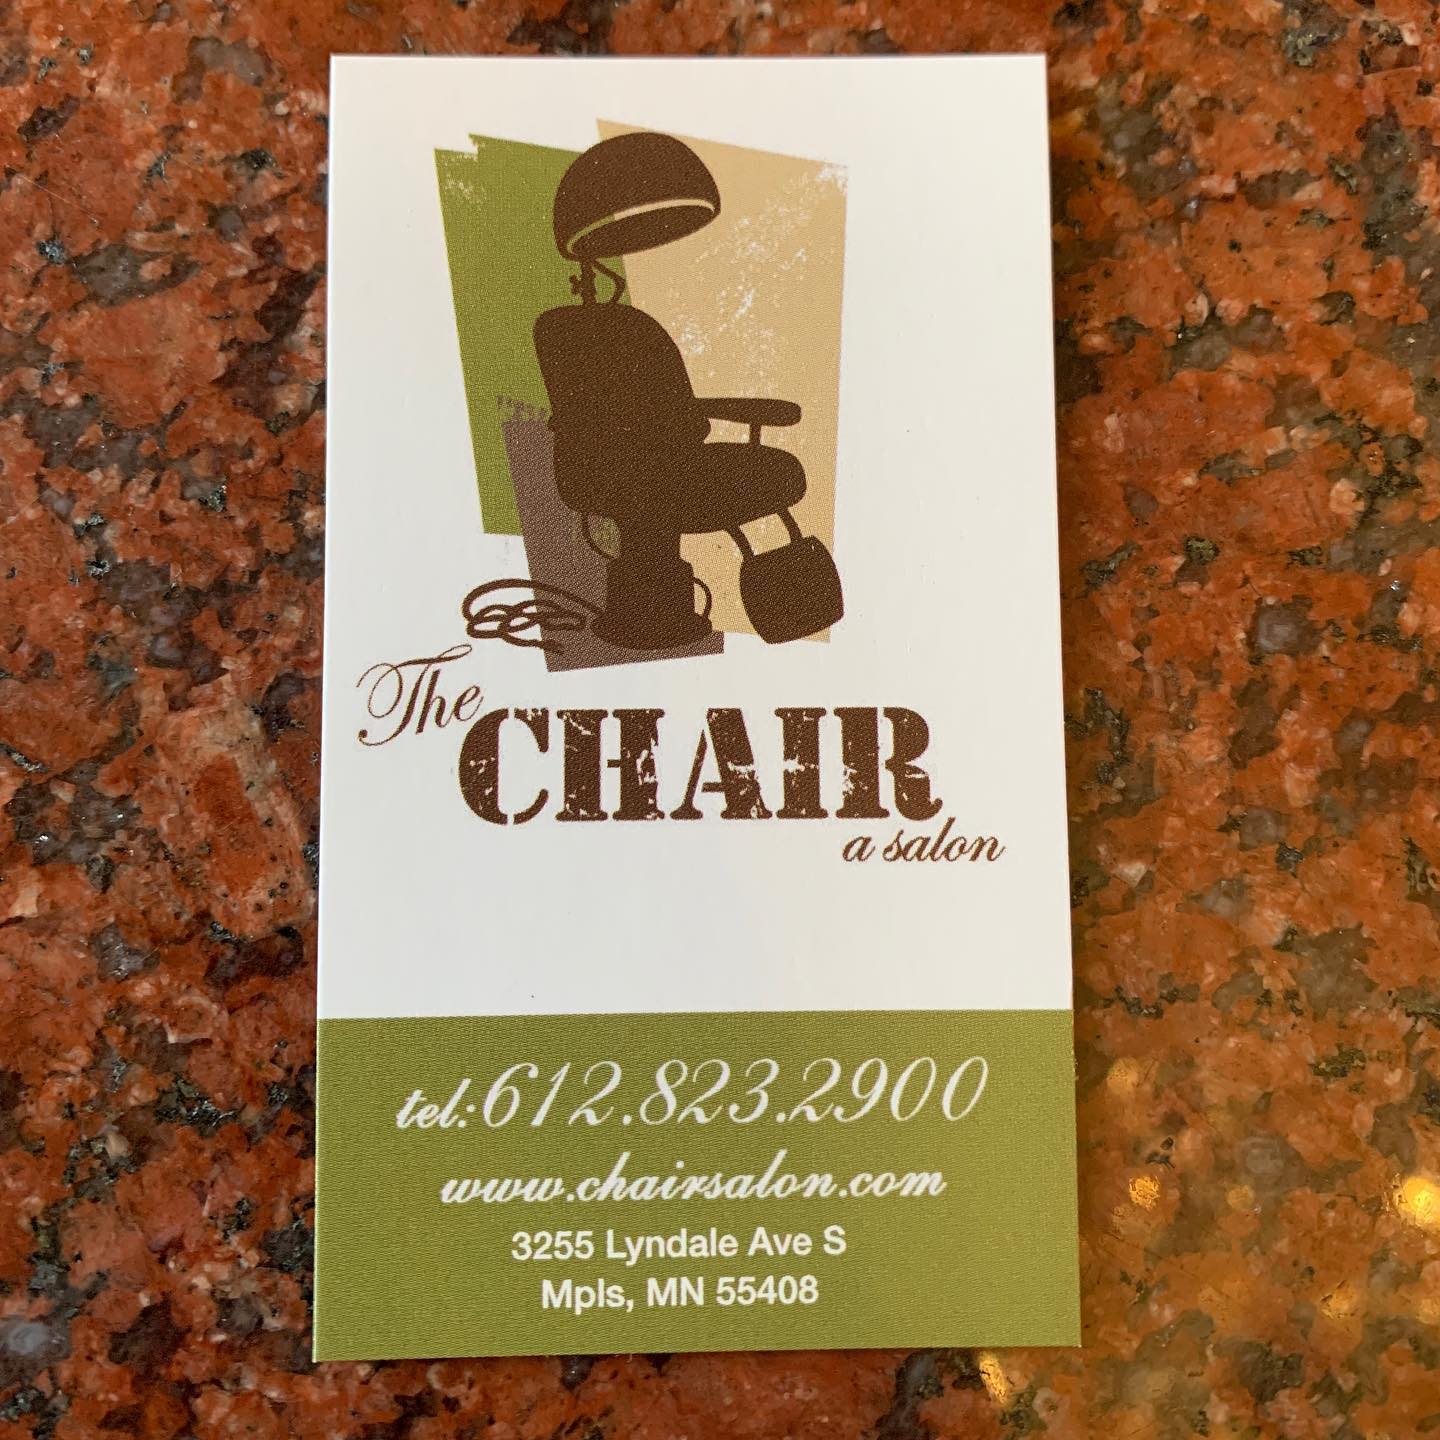 The
CHAIR
a salon
tel:612.823.2900
www.chairsalon.com
3255 Lyndale Ave S
Mpls, MN 55408